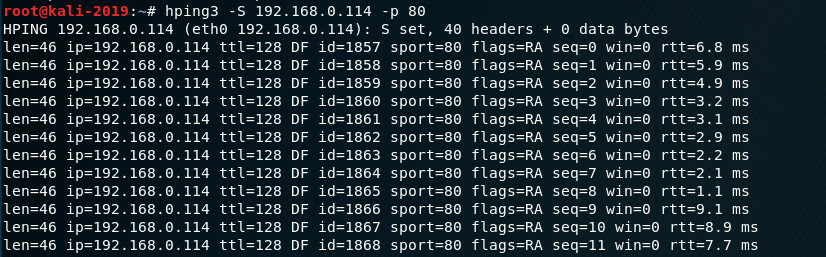 root@kali-2019:~# hping3 -S 192.168.0.114 -p 80
HPING 192.168.0.114 (eth0 192.168.0.114): S set, 40 headers + 0 data bytes
len=46 ip=192.168.0.114 ttl=128 DF id=1857 sport=80 flags=RA seq=0 win=0 rtt=6.8 ms
len=46 ip=192.168.0.114 ttl=128 DF id=1858 sport=80 flags=RA seq=1 win=0 rtt=5.9 ms
len=46 ip=192.168.0.114 ttl=128 DF id=1859 sport=80 flags=RA seq=2 win=0 rtt=4.9 ms
len=46 ip=192.168.0.114 ttl=128 DF id=1860 sport=80 flags=RA seq=3 win=0 rtt=3.2 ms
len=46 ip=192.168.0.114 ttl=128 DF id=1861 sport=80 flags=RA seq=4 win=0 rtt=3.1 ms
len=46 ip=192.168.0.114 ttl=128 DF id=1862 sport=80 flags=RA seq=5 win=0 rtt=2.9 ms
len=46 ip=192.168.0.114 ttl=128 DF id=1863 sport=80 flags=RA seq=6 win=0 rtt=2.2 ms
len=46 ip=192.168.0.114 ttl=128 DF id=1864 sport=80 flags=RA seq=7 win=0 rtt=2.1 ms
len=46 ip=192.168.0.114 ttl=128 DF id=1865 sport=80 flags=RA seq=8 win=0 rtt=1.1 ms
len=46 ip=192.168.0.114 ttl=128 DF id=1866 sport=80 flags=RA seq=9 win=0 rtt=9.1 ms
len=46 ip=192.168.0.114 ttl=128 DF id=1867 sport=80 flags=RA seq=10 win=0 rtt=8.9 ms
len=46 ip=192.168.0.114 ttl=128 DF id=1868 sport=80 flags=RA seq=11 win=0 rtt=7.7 ms